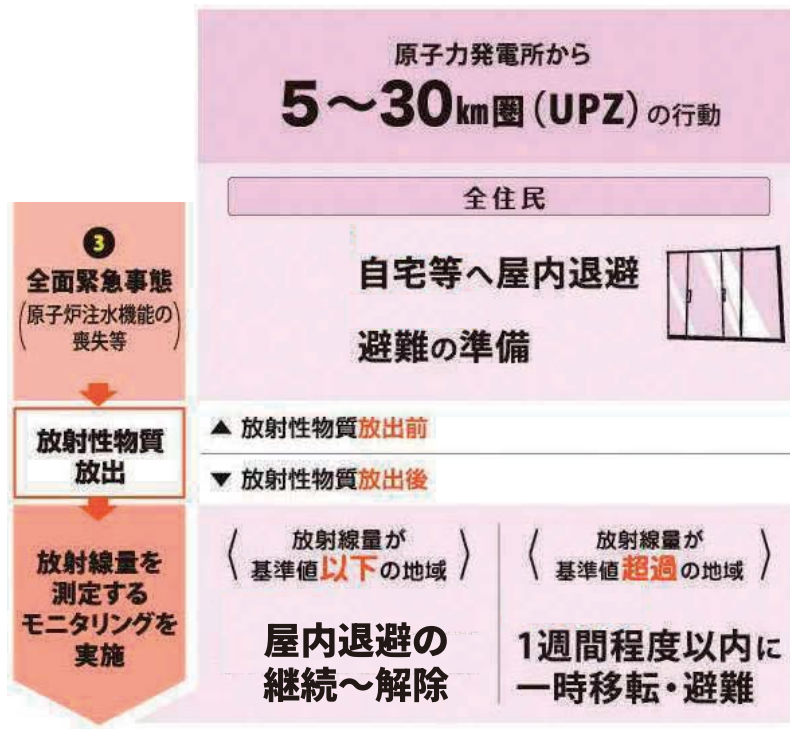 原子力発電所から
5～30km圏（UPZ）の行動
全住民
❸
全面緊急事態
（原子炉注水機能の
喪失等）
自宅等へ屋内退避
避難の準備
放射性物質
放出
▲ 放射性物質放出前
▼ 放射性物質放出後
放射線量を
測定する
モニタリングを
実施
〈放射線量が
基準値以下の地域〉
屋内退避の
継続～解除
〈放射線量が
基準値超過の地域〉
1週間程度以内に
一時移転・避難